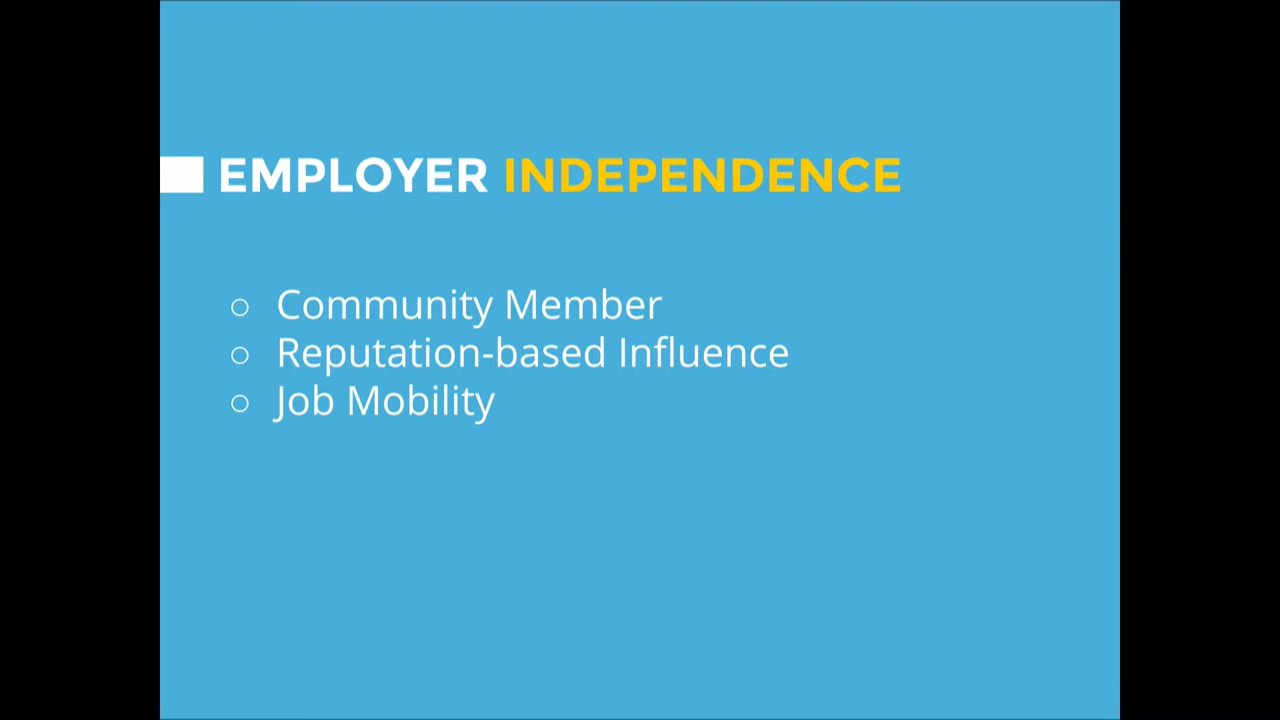 EMPLOYER INDEPENDENCE
○ Community Member
○ Reputation-based Influence
○ Job Mobility